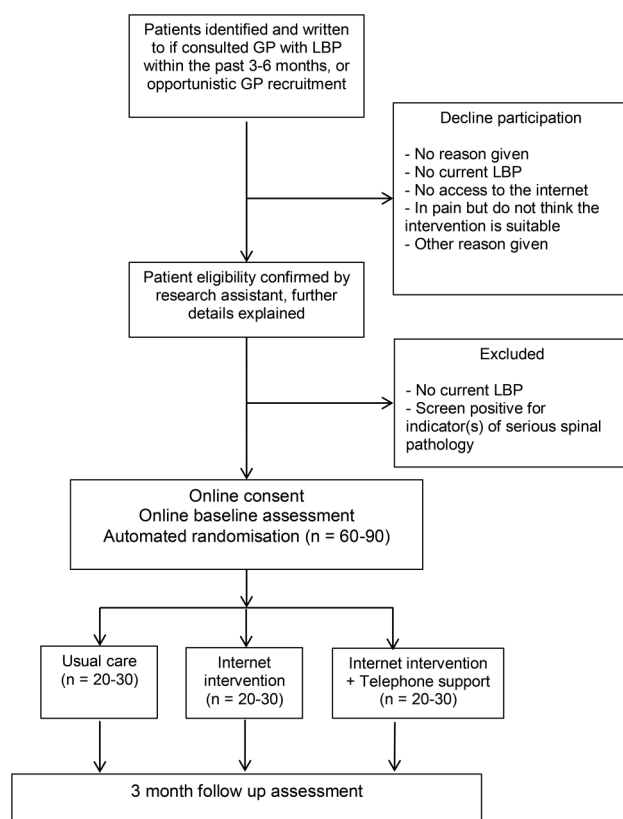 Patients identified and written
to if consulted GP with LBP
within the past 3-6 months, or
opportunistic GP recruitment
Decline participation
- No reason given
- No current LBP
- No access to the internet
- In pain but do not think the
intervention is suitable
- Other reason given
Patient eligibility confirmed by
research assistant, further
details explained
Excluded
- No current LBP
- Screen positive for
indicator(s) of serious spinal
pathology
Online consent
Online baseline assessment
Automated randomisation (n = 60-90)
Usual care
(n = 20-30)
Internet
intervention
(n = 20-30)
Internet intervention
+ Telephone support
(n = 20-30)
3 month follow up assessment